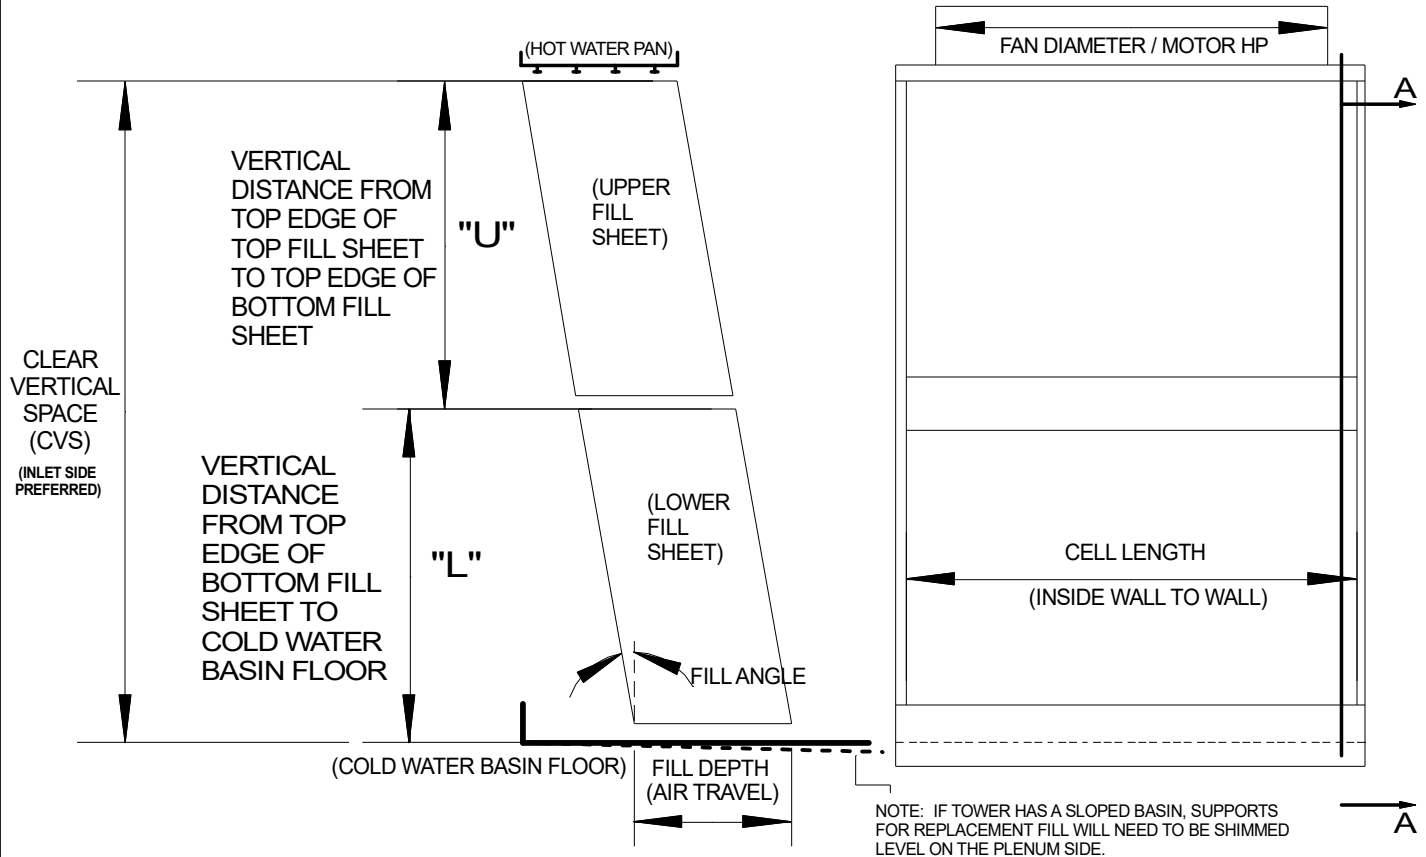 (HOT WATER PAN)
FAN DIAMETER / MOTOR HP
A
VERTICAL
DISTANCE FROM
TOP EDGE OF
TOP FILL SHEET
TO TOP EDGE OF
BOTTOM FILL
SHEET
"U"
(UPPER
FILL
SHEET)
CLEAR
VERTICAL
SPACE
(CVS)
(INLET SIDE
PREFERRED)
VERTICAL
DISTANCE
FROM TOP
EDGE OF
BOTTOM FILL
SHEET TO
COLD WATER
BASIN FLOOR
"L"
(LOWER
FILL
SHEET)
FILL ANGLE
CELL LENGTH
(INSIDE WALL TO WALL)
(COLD WATER BASIN FLOOR)
FILL DEPTH
(AIR TRAVEL)
NOTE: IF TOWER HAS A SLOPED BASIN, SUPPORTS
FOR REPLACEMENT FILL WILL NEED TO BE SHIMMED
LEVEL ON THE PLENUM SIDE.
A